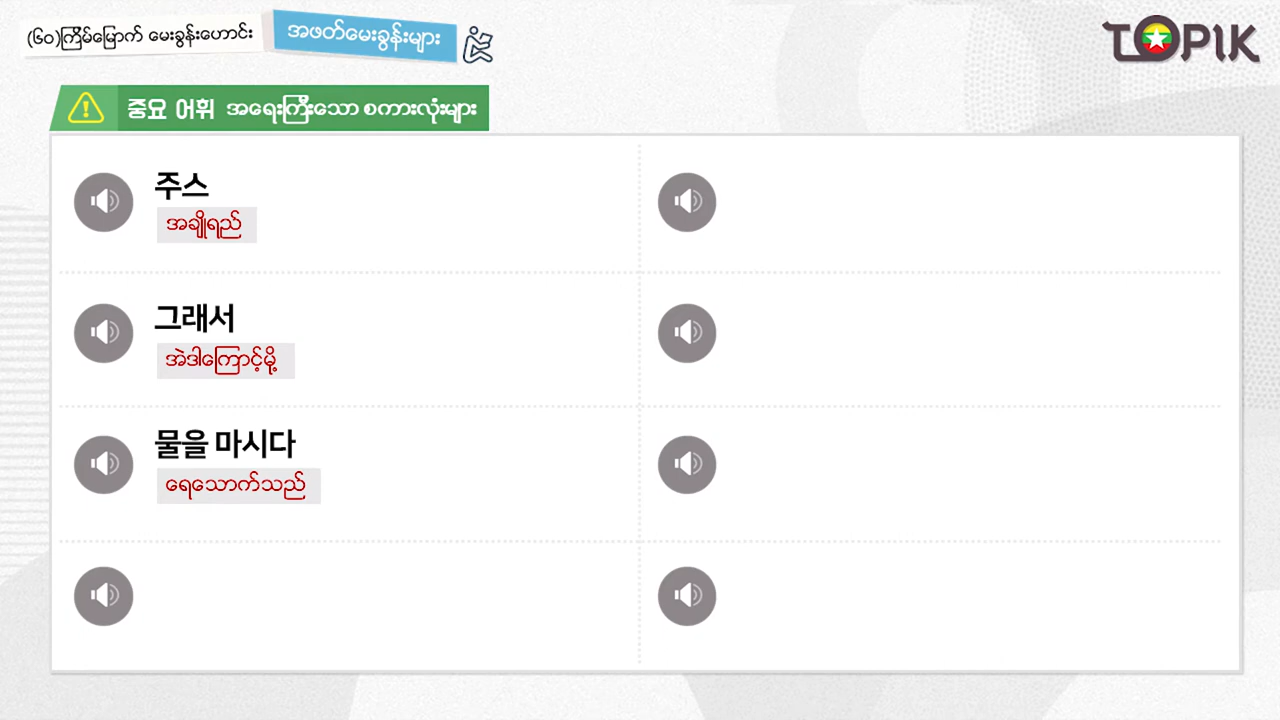 (၆၀)ကြိမ်မြောက် မေးခွန်းဟောင်း
အဖတ်မေးခွန်းများ
TOPIK
중요 어휘 အရေးကြီးသော စကားလုံးများ
주스
အချိုရည်
그래서
အဲဒါကြောင့်မို့
물을 마시다
ရေသောက်သည်